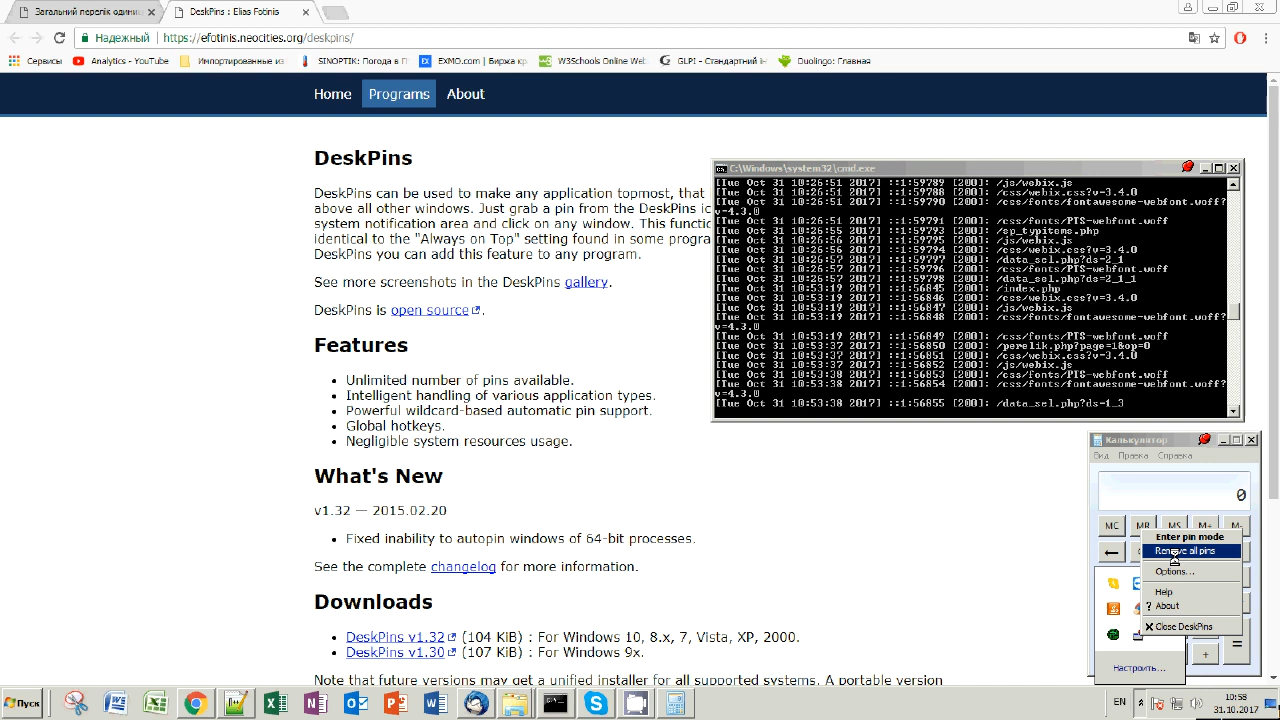 Загальний перелік одиниц
DeskPins : Elias Fotinis
Надежный
https://efotinis.neocities.org/deskpins/
Сервисы
Analytics - YouTube
Импортированные из
SINOPTIK: Погода в Г
EXMO.com | Биржа кр
W3Schools Online Web
GLPI - Стандартний ін
Duolingo: Главная
Home
Programs
About
DeskPins
DeskPins can be used to make any application topmost, that
above all other windows. Just grab a pin from the DeskPins ic
system notification area and click on any window. This functi
identical to the "Always on Top" setting found in some progra
DeskPins you can add this feature to any program.
See more screenshots in the DeskPins gallery.
DeskPins is open source.
Features
Unlimited number of pins available.
Intelligent handling of various application types.
Powerful wildcard-based automatic pin support.
Global hotkeys.
Negligible system resources usage.
What's New
v1.32 — 2015.02.20
Fixed inability to autopin windows of 64-bit processes.
See the complete changelog for more information.
Downloads
DeskPins v1.32 (104 KiB) : For Windows 10, 8.x, 7, Vista, XP, 2000.
DeskPins v1.30 (107 KiB) : For Windows 9x.
Note that future versions may get a unified installer for all supported systems. A portable version
C:\Windows\system32\cmd.exe
[Tue Oct 31 10:26:51 2017] ::1:59789 [200]: /js/webix.js
[Tue Oct 31 10:26:51 2017] ::1:59788 [200]: /css/webix.css?v=3.4.0
[Tue Oct 31 10:26:51 2017] ::1:59790 [200]: /css/fonts/fontawesome-webfont.woff?
v=4.3.0
[Tue Oct 31 10:26:51 2017] ::1:59791 [200]: /css/fonts/PTS-webfont.woff
[Tue Oct 31 10:26:55 2017] ::1:59793 [200]: /sp_typitems.php
[Tue Oct 31 10:26:56 2017] ::1:59795 [200]: /js/webix.js
[Tue Oct 31 10:26:56 2017] ::1:59794 [200]: /css/webix.css?v=3.4.0
[Tue Oct 31 10:26:57 2017] ::1:59797 [200]: /data_sel.php?ds=2_1
[Tue Oct 31 10:26:57 2017] ::1:59796 [200]: /css/fonts/PTS-webfont.woff
[Tue Oct 31 10:26:57 2017] ::1:59798 [200]: /data_sel.php?ds=2_1_1
[Tue Oct 31 10:53:19 2017] ::1:56845 [200]: /index.php
[Tue Oct 31 10:53:19 2017] ::1:56846 [200]: /css/webix.css?v=3.4.0
[Tue Oct 31 10:53:19 2017] ::1:56847 [200]: /js/webix.js
[Tue Oct 31 10:53:19 2017] ::1:56848 [200]: /css/fonts/fontawesome-webfont.woff?
v=4.3.0
[Tue Oct 31 10:53:19 2017] ::1:56849 [200]: /css/fonts/PTS-webfont.woff
[Tue Oct 31 10:53:37 2017] ::1:56850 [200]: /perelik.php?page=1&op=0
[Tue Oct 31 10:53:37 2017] ::1:56851 [200]: /css/webix.css?v=3.4.0
[Tue Oct 31 10:53:37 2017] ::1:56852 [200]: /js/webix.js
[Tue Oct 31 10:53:38 2017] ::1:56853 [200]: /css/fonts/PTS-webfont.woff
[Tue Oct 31 10:53:38 2017] ::1:56854 [200]: /css/fonts/fontawesome-webfont.woff?
v=4.3.0
[Tue Oct 31 10:53:38 2017] ::1:56855 [200]: /data_sel.php?ds=1_3
Калькулятор
Вид Правка Справка
0
MC MR MS M+ M-
Enter pin mode
Remove all pins
Options...
Help
About
Close DeskPins
Настроить...
+ =
Пуск
EN
10:58
31.10.2017